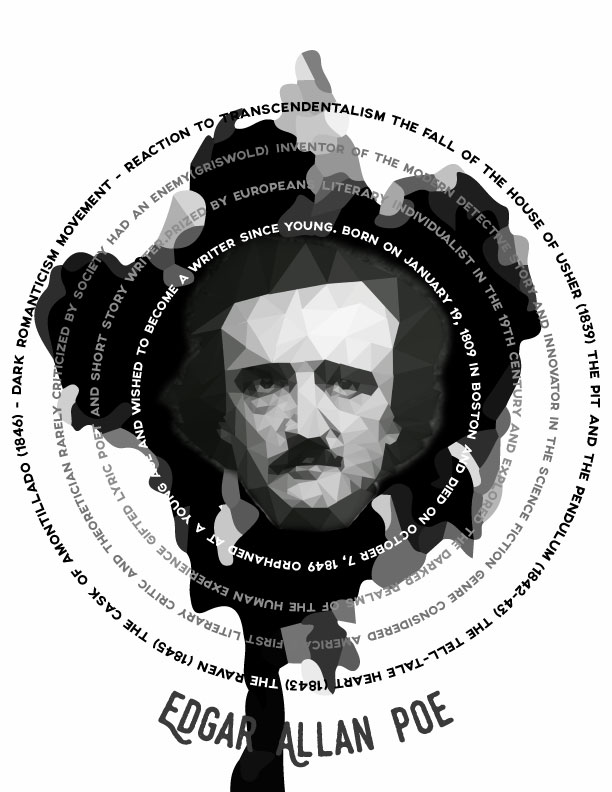 DARK ROMANTICISM MOVEMENT - REACTION TO TRANSCENDENTALISM THE FALL OF THE HOUSE OF USHER (1839) THE PIT AND THE PENDULUM (1842-43) THE TELL-TALE HEART (1843) THE RAVEN (1845) THE CASK OF AMONTILLADO (1846) -
INVENTOR OF THE MODERN DETECTIVE STORY AND INNOVATOR IN THE SCIENCE FICTION GENRE CONSIDERED FIRST LITERARY CRITIC AND THEORETICIAN RARELY CRITICIZED BY SOCIETY HAD AN ENEMY(GRISWOLD)
GIFTED LYRIC POET AND SHORT STORY WRITER.PRIZED BY EUROPEANS LITERARY INDIVIDUALIST IN THE 19TH CENTURY AND EXPLORED THE DARKER REALMS OF THE HUMAN EXPERIENCE
ORPHANED AT A YOUNG AGE AND WISHED TO BECOME A WRITER SINCE YOUNG. BORN ON JANUARY 19, 1809 IN BOSTON AND DIED ON OCTOBER 7, 1849
EDGAR ALLAN POE